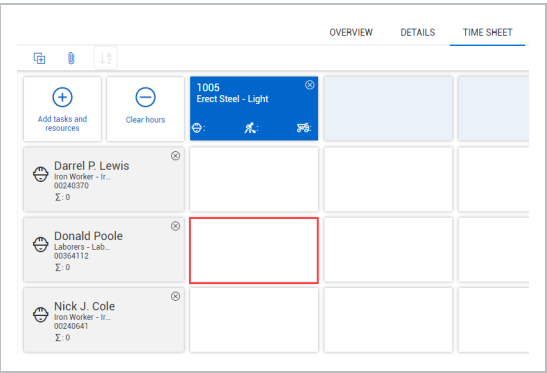 OVERVIEW DETAILS TIME SHEET
Add tasks and
resources
Clear hours
1005
Erect Steel - Light
Darrel P. Lewis
Iron Worker - Ir...
00240370
Σ: 0
Donald Poole
Laborers - Lab...
00364112
Σ: 0
Nick J. Cole
Iron Worker - Ir...
00240641
Σ: 0